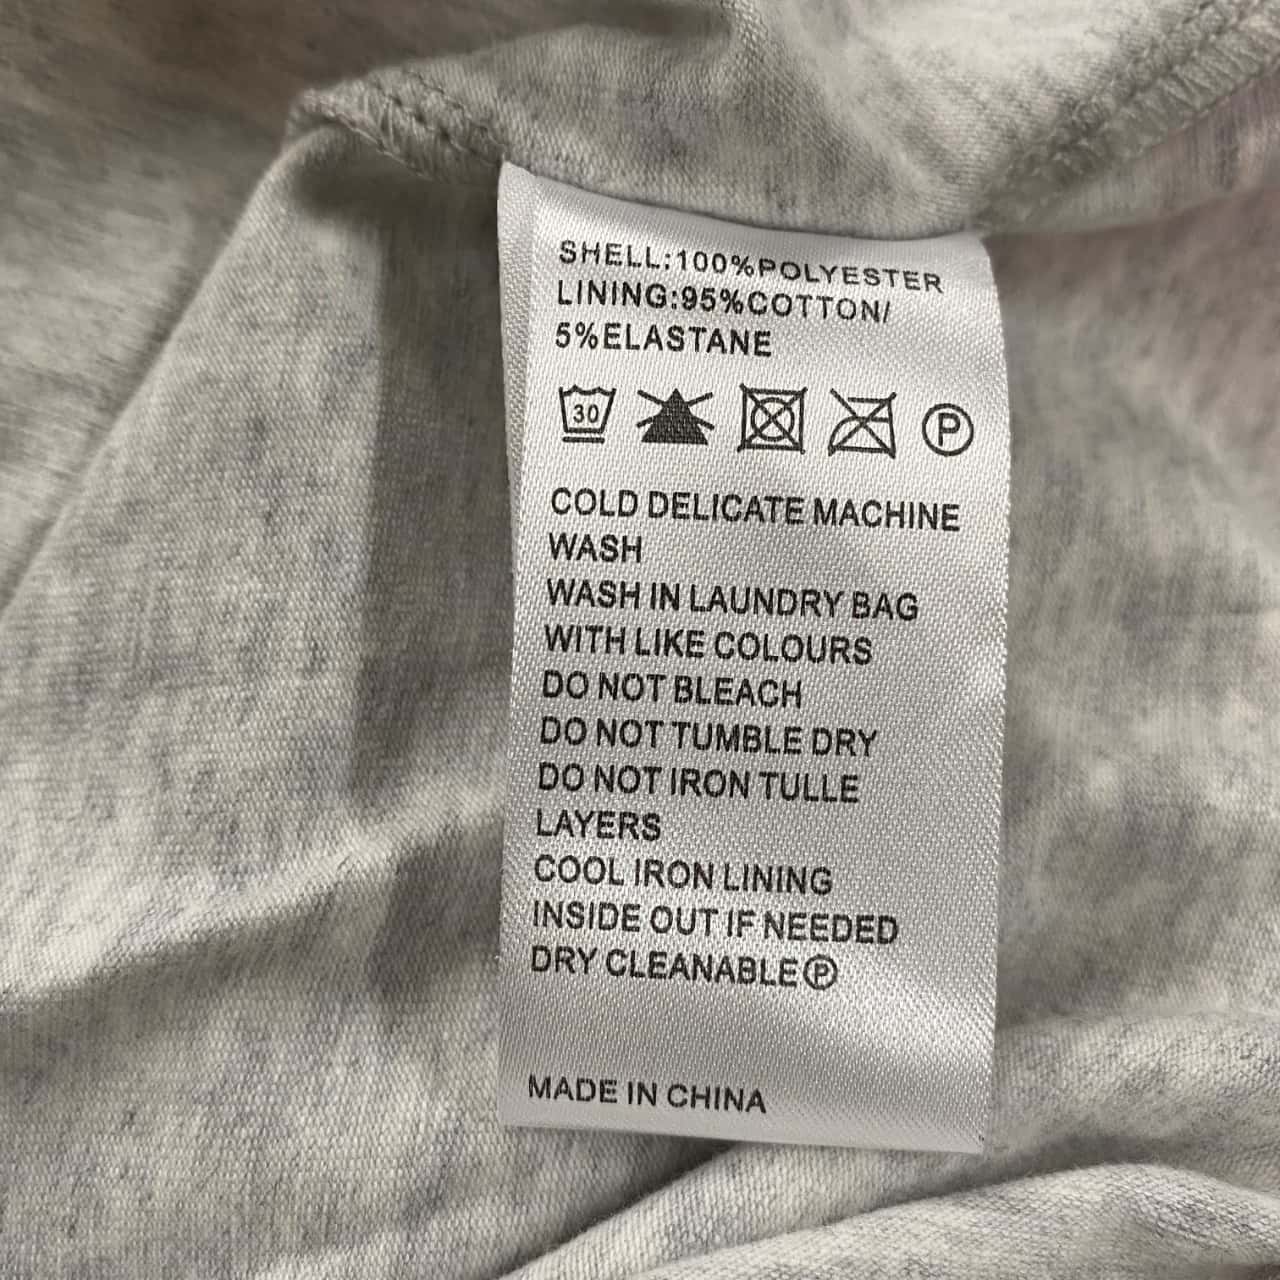 SHELL:100%POLYESTER
LINING:95%COTTON/
5%ELASTANE
30 P
COLD DELICATE MACHINE
WASH
WASH IN LAUNDRY BAG
WITH LIKE COLOURS
DO NOT BLEACH
DO NOT TUMBLE DRY
DO NOT IRON TULLE
LAYERS
COOL IRON LINING
INSIDE OUT IF NEEDED
DRY CLEANABLEⓅ
MADE IN CHINA